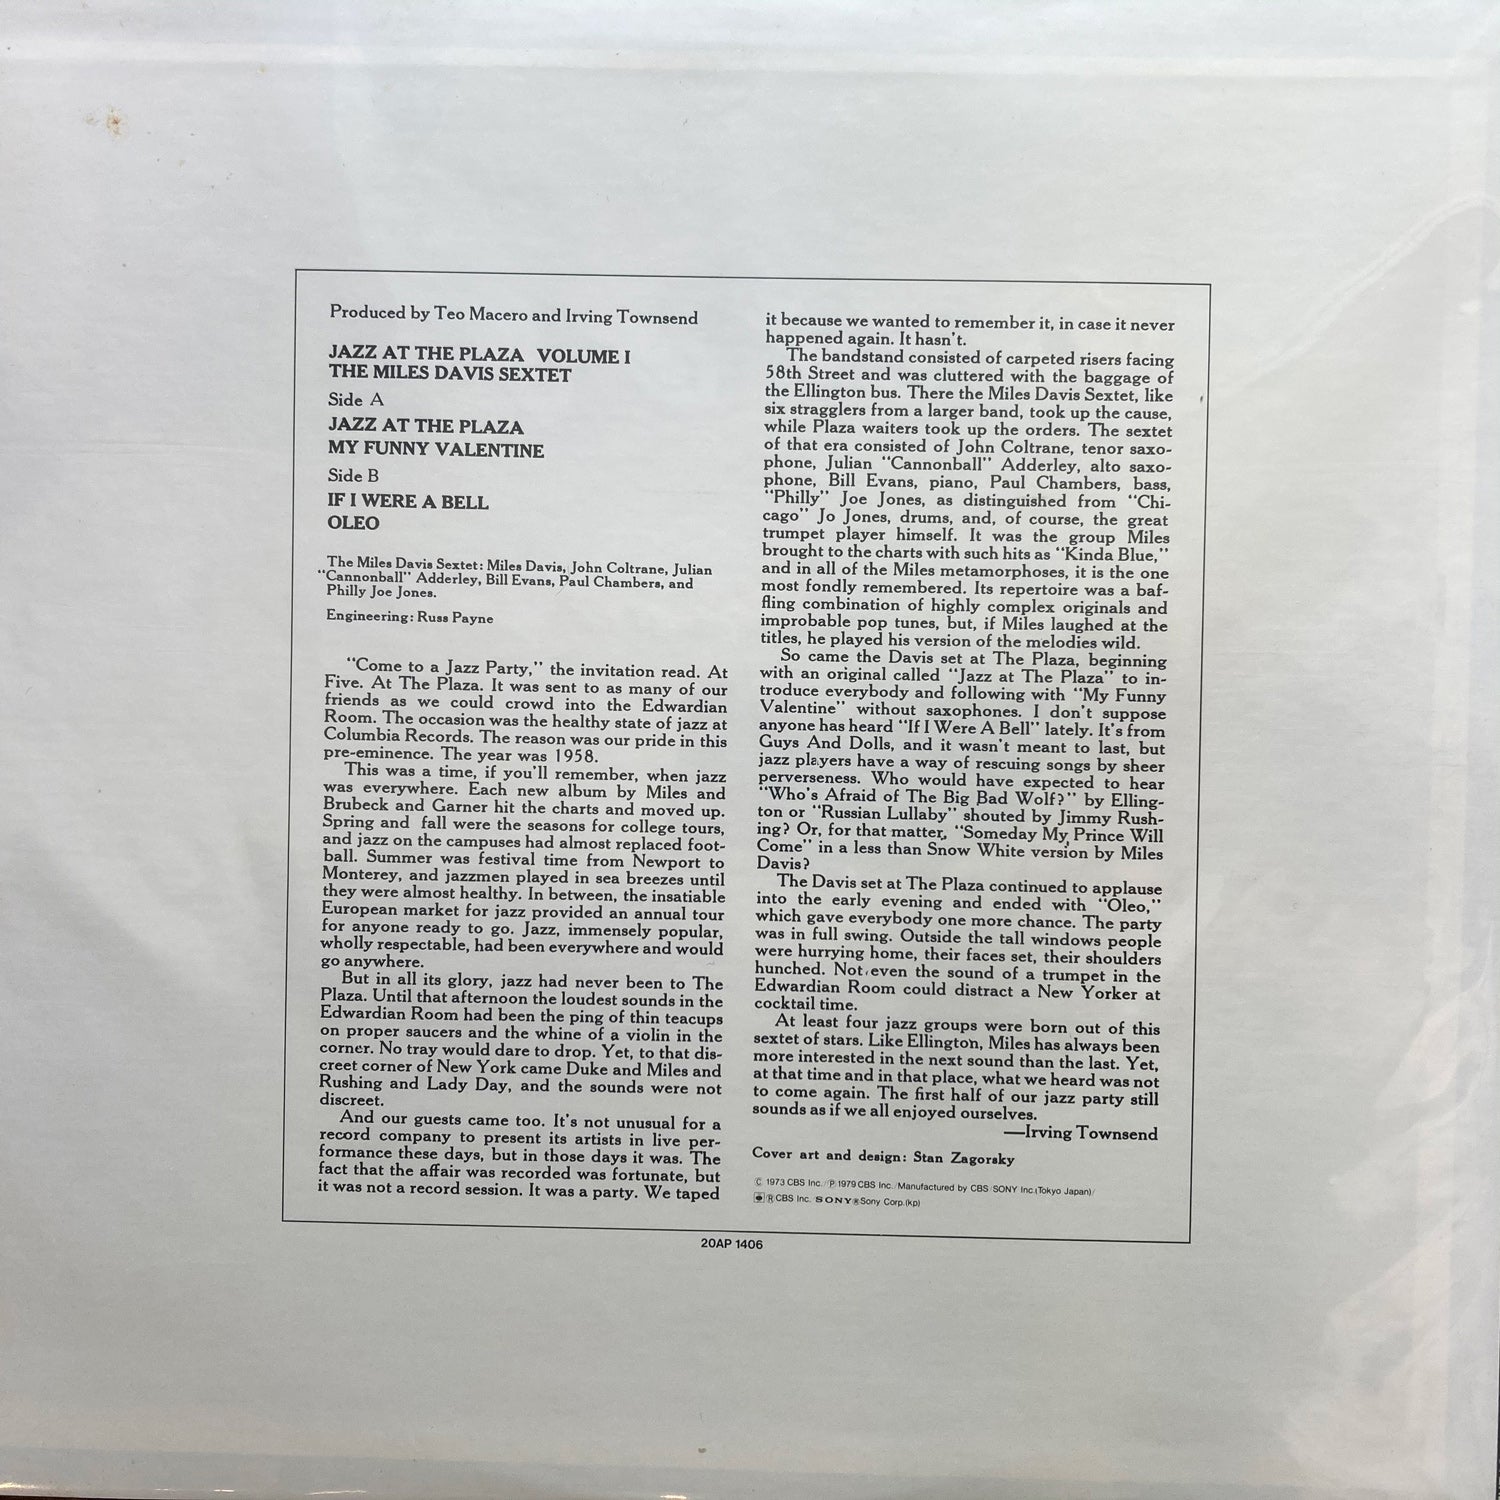 Produced by Teo Macero and Irving Townsend
JAZZ AT THE PLAZA VOLUME I
THE MILES DAVIS SEXTET
Side A
JAZZ AT THE PLAZA
MY FUNNY VALENTINE
Side B
IF I WERE A BELL
OLEO
The Miles Davis Sextet: Miles Davis, John Coltrane, Julian
"Cannonball" Adderley, Bill Evans, Paul Chambers, and
Philly Joe Jones.
Engineering: Russ Payne
"Come to a Jazz Party," the invitation read. At
Five. At The Plaza. It was sent to as many of our
friends as we could crowd into the Edwardian
Room. The occasion was the healthy state of jazz at
Columbia Records. The reason was our pride in this
pre-eminence. The year was 1958.
This was a time, if you'll remember, when jazz
was everywhere. Each new album by Miles and
Brubeck and Garner hit the charts and moved up.
Spring and fall were the seasons for college tours,
and jazz on the campuses had almost replaced foot-
ball. Summer was festival time from Newport to
Monterey, and jazzmen played in sea breezes until
they were almost healthy. In between, the insatiable
European market for jazz provided an annual tour
for anyone ready to go. Jazz, immensely popular,
wholly respectable, had been everywhere and would
go anywhere.
But in all its glory, jazz had never been to The
Plaza. Until that afternoon the loudest sounds in the
Edwardian Room had been the ping of thin teacups
on proper saucers and the whine of a violin in the
corner. No tray would dare to drop. Yet, to that dis-
creet corner of New York came Duke and Miles and
Rushing and Lady Day, and the sounds were not
discreet.
And our guests came too. It's not unusual for a
record company to present its artists in live per-
formance these days, but in those days it was. The
fact that the affair was recorded was fortunate, but
it was not a record session. It was a party. We taped
it because we wanted to remember it, in case it never
happened again. It hasn't.
The bandstand consisted of carpeted risers facing
58th Street and was cluttered with the baggage of
the Ellington bus. There the Miles Davis Sextet, like
six stragglers from a larger band, took up the cause,
while Plaza waiters took up the orders. The sextet
of that era consisted of John Coltrane, tenor saxo-
phone, Julian "Cannonball" Adderley, alto saxo-
phone, Bill Evans, piano, Paul Chambers, bass,
"Philly" Joe Jones, as distinguished from "Chi-
cago" Jo Jones, drums, and, of course, the great
trumpet player himself. It was the group Miles
brought to the charts with such hits as "Kinda Blue,"
and in all of the Miles metamorphoses, it is the one
most fondly remembered. Its repertoire was a baf-
fling combination of highly complex originals and
improbable pop tunes, but, if Miles laughed at the
titles, he played his version of the melodies wild.
So came the Davis set at The Plaza, beginning
with an original called "Jazz at The Plaza" to in-
troduce everybody and following with "My Funny
Valentine" without saxophones. I don't suppose
anyone has heard "If I Were A Bell" lately. It's from
Guys And Dolls, and it wasn't meant to last, but
jazz players have a way of rescuing songs by sheer
perverseness. Who would have expected to hear
"Who's Afraid of The Big Bad Wolf?" by Elling-
ton or "Russian Lullaby" shouted by Jimmy Rush-
ing? Or, for that matter, "Someday My Prince Will
Come" in a less than Snow White version by Miles
Davis?
The Davis set at The Plaza continued to applause
into the early evening and ended with "Oleo,"
which gave everybody one more chance. The party
was in full swing. Outside the tall windows people
were hurrying home, their faces set, their shoulders
hunched. Not even the sound of a trumpet in the
Edwardian Room could distract a New Yorker at
cocktail time.
At least four jazz groups were born out of this
sextet of stars. Like Ellington, Miles has always been
more interested in the next sound than the last. Yet,
at that time and in that place, what we heard was not
to come again. The first half of our jazz party still
sounds as if we all enjoyed ourselves.
—Irving Townsend
Cover art and design: Stan Zagorsky
© 1973 CBS Inc./℗ 1979 CBS Inc./Manufactured by CBS/SONY Inc.(Tokyo Japan)/
® CBS Inc. SONY® Sony Corp.(kp)
20AP 1406